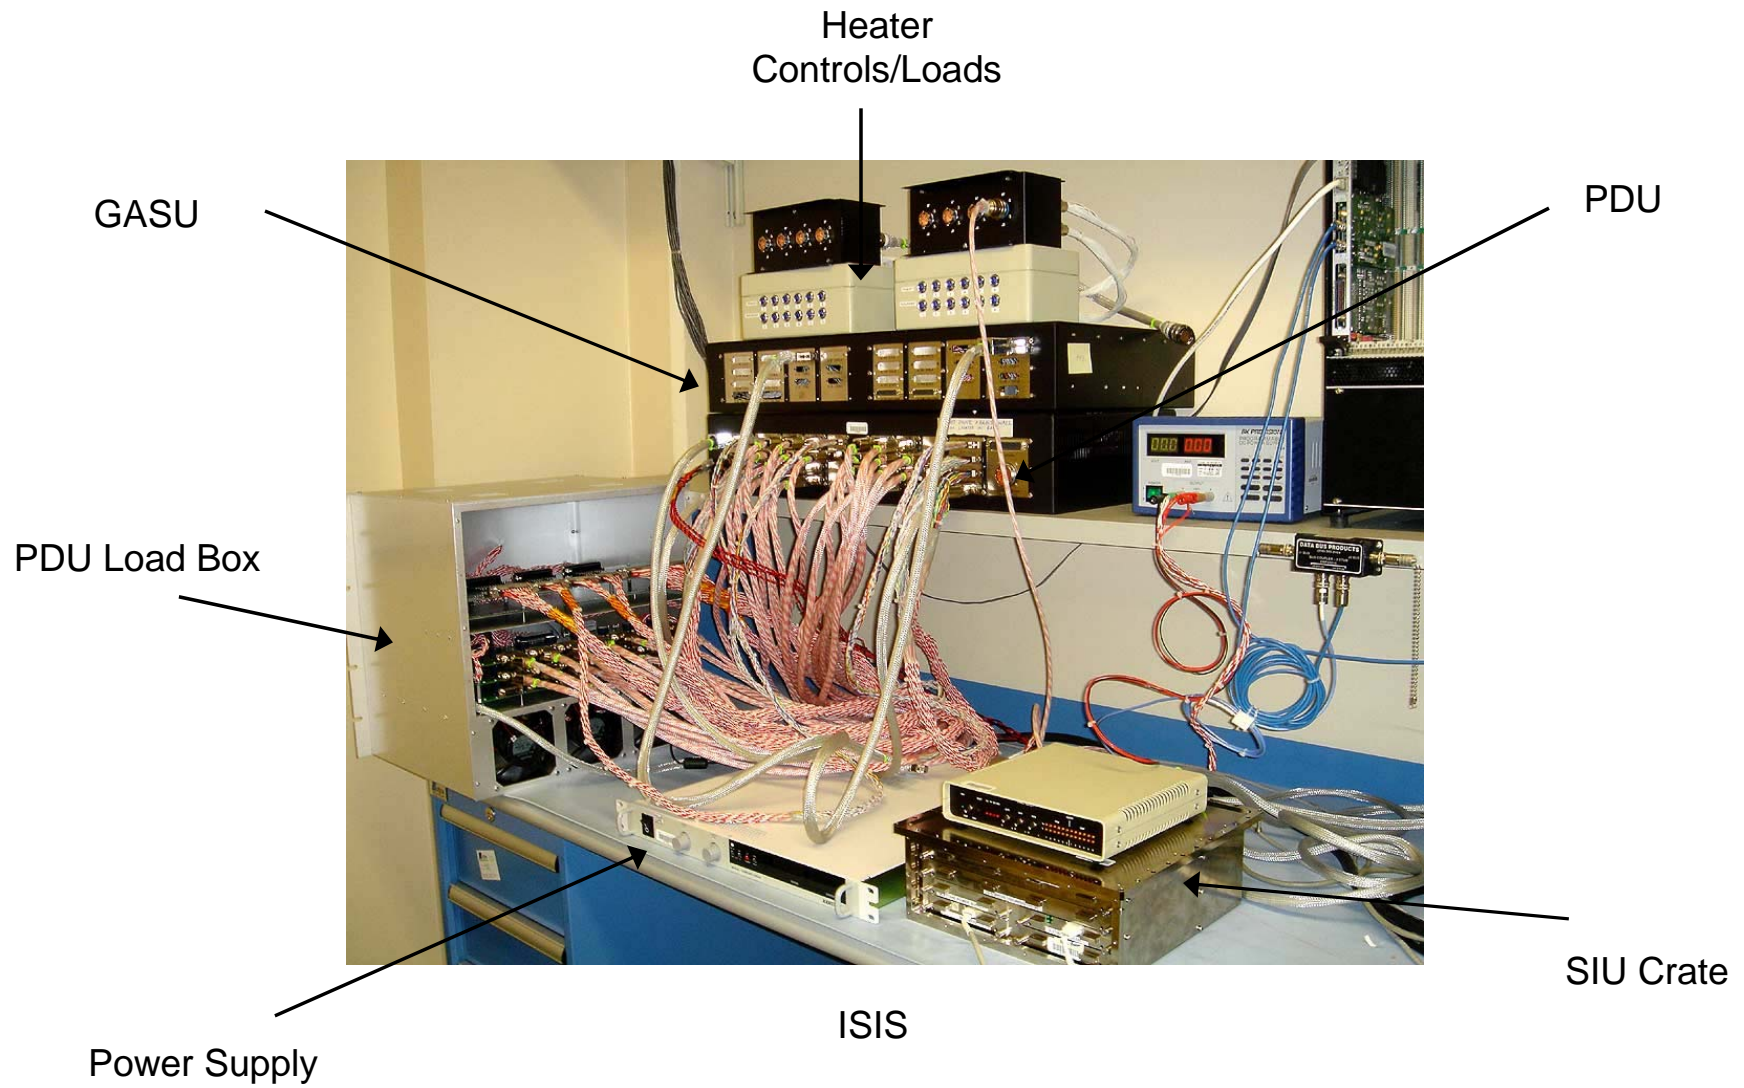 Heater
Controls/Loads
GASU
PDU
PDU Load Box
DATA BUS PRODUCTS
SIU Crate
ISIS
Power Supply